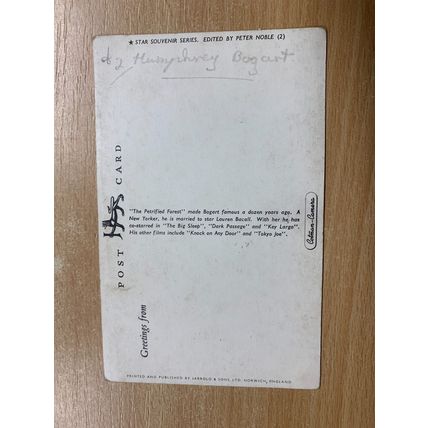 ★ STAR SOUVENIR SERIES. EDITED BY PETER NOBLE (2)
Humphrey Bogart
POST CARD
"The Petrified Forest" made Bogart famous a dozen years ago. A
New Yorker, he is married to star Lauren Bacall. With her he has
co-starred in "The Big Sleep", "Dark Passage" and "Key Largo".
His other films include "Knock on Any Door" and "Tokyo Joe".
Greetings from
PRINTED AND PUBLISHED BY JARROLD & SONS, LTD. NORWICH, ENGLAND